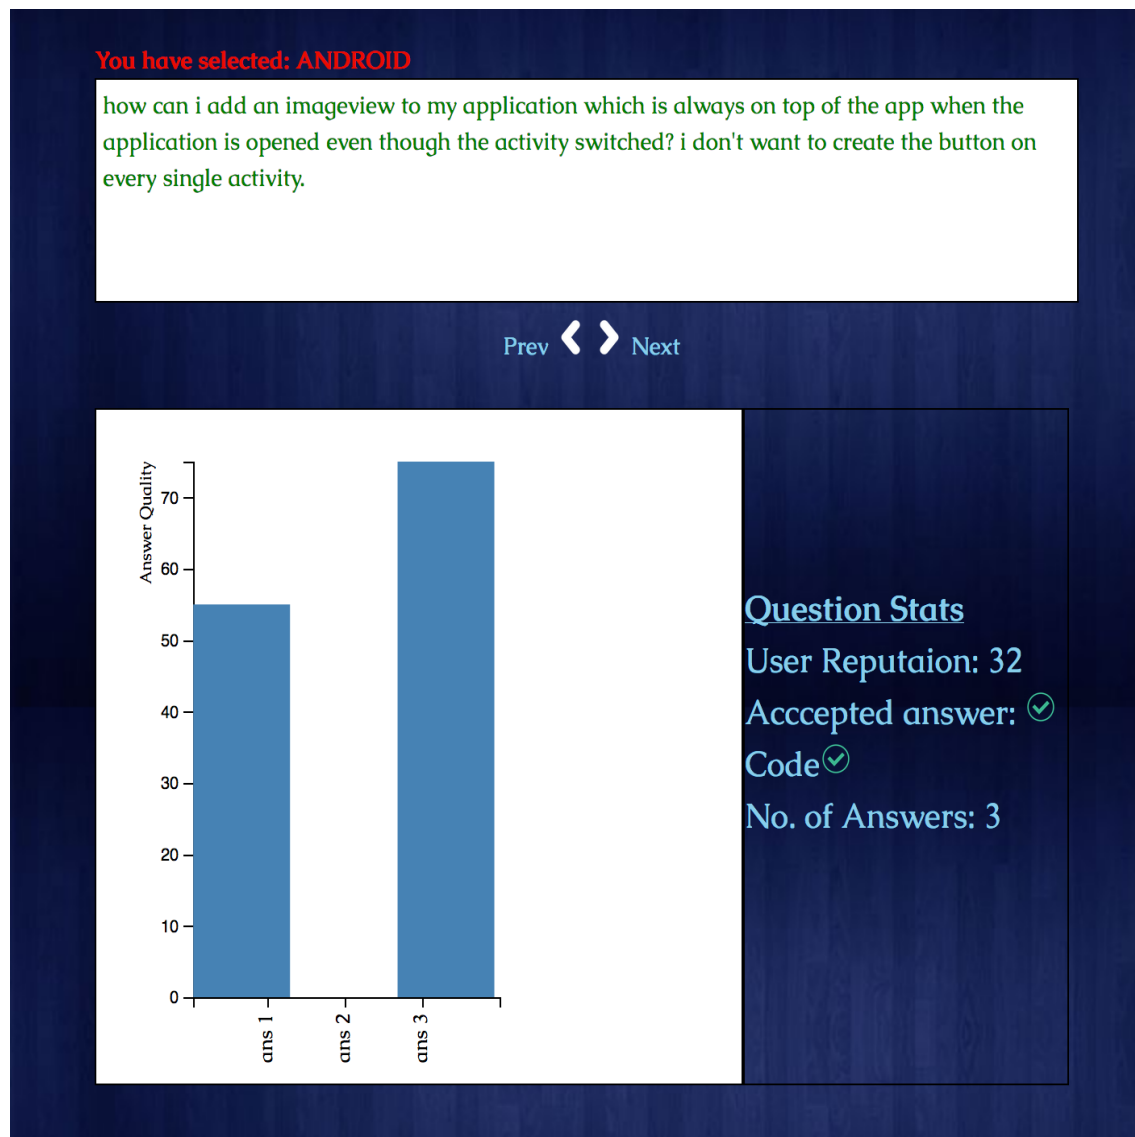 You have selected: ANDROID
how can i add an imageview to my application which is always on top of the app when the
application is opened even though the activity switched? i don't want to create the button on
every single activity.
Prev
Next
Answer Quality
70
60
50
40
30
20
10
0
ans 1
ans 2
ans 3
Question Stats
User Reputaion: 32
Acccepted answer:
Code
No. of Answers: 3